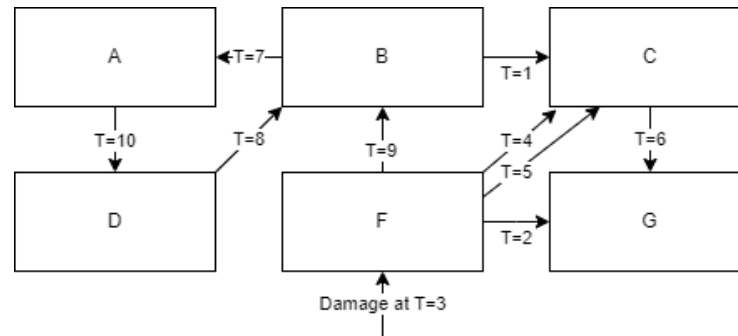 A
T=7
B
T=1
C
T=10
T=8
T=9
T=4
T=5
T=6
D
F
T=2
G
Damage at T=3